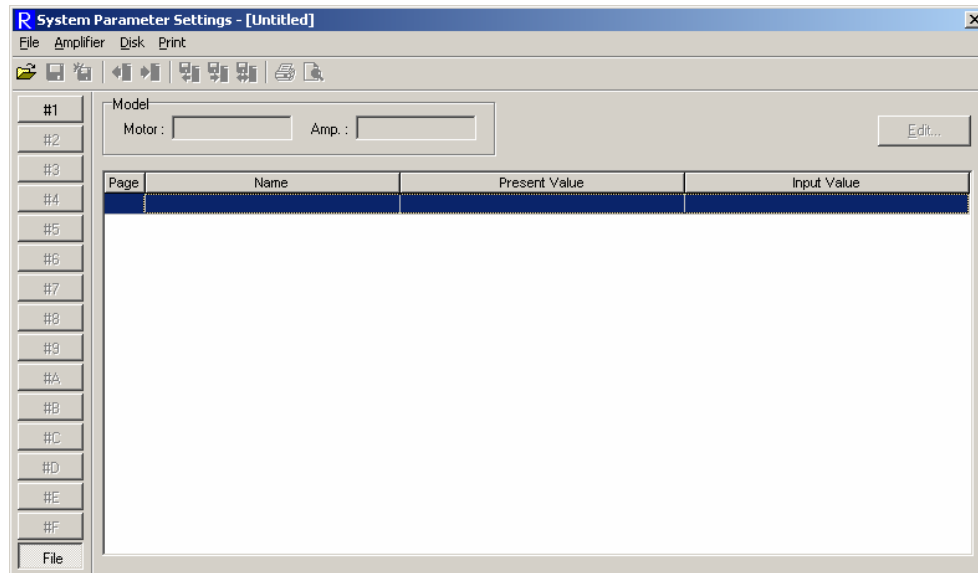 R System Parameter Settings - [Untitled]
File Amplifier Disk Print
#1
#2
#3
#4
#5
#6
#7
#8
#9
#A
#B
#C
#D
#E
#F
File
Model
Motor :
Amp. :
Edit...
Page Name Present Value Input Value